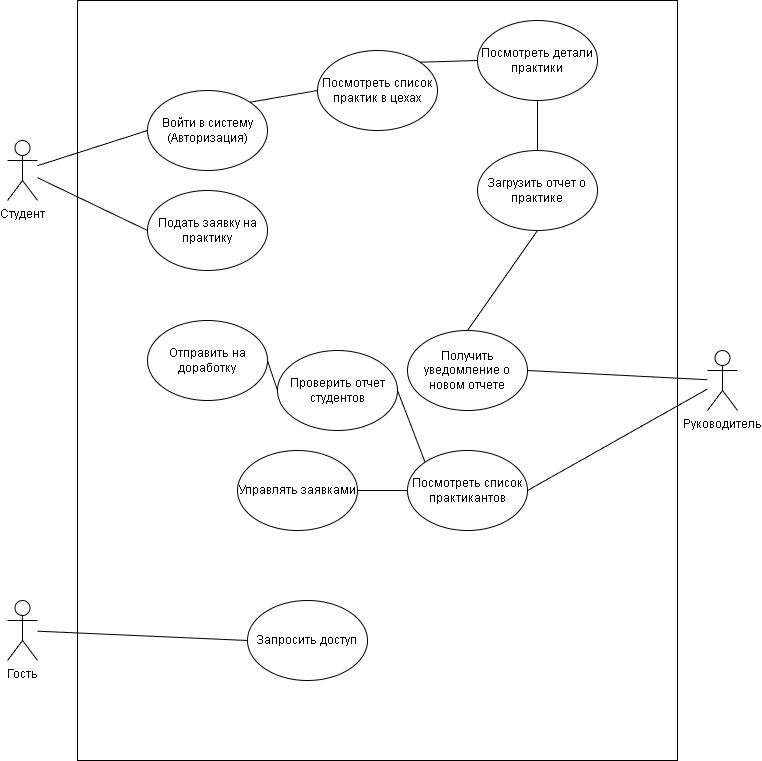 Посмотреть детали
практики
Посмотреть список
практик в цехах
Войти в систему
(Авторизация)
Студент
Загрузить отчет о
практике
Подать заявку на
практику
Отправить на
доработку
Проверить отчет
студентов
Получить
уведомление о
новом отчете
Руководитель
Управлять заявками
Посмотреть список
практикантов
Гость
Запросить доступ